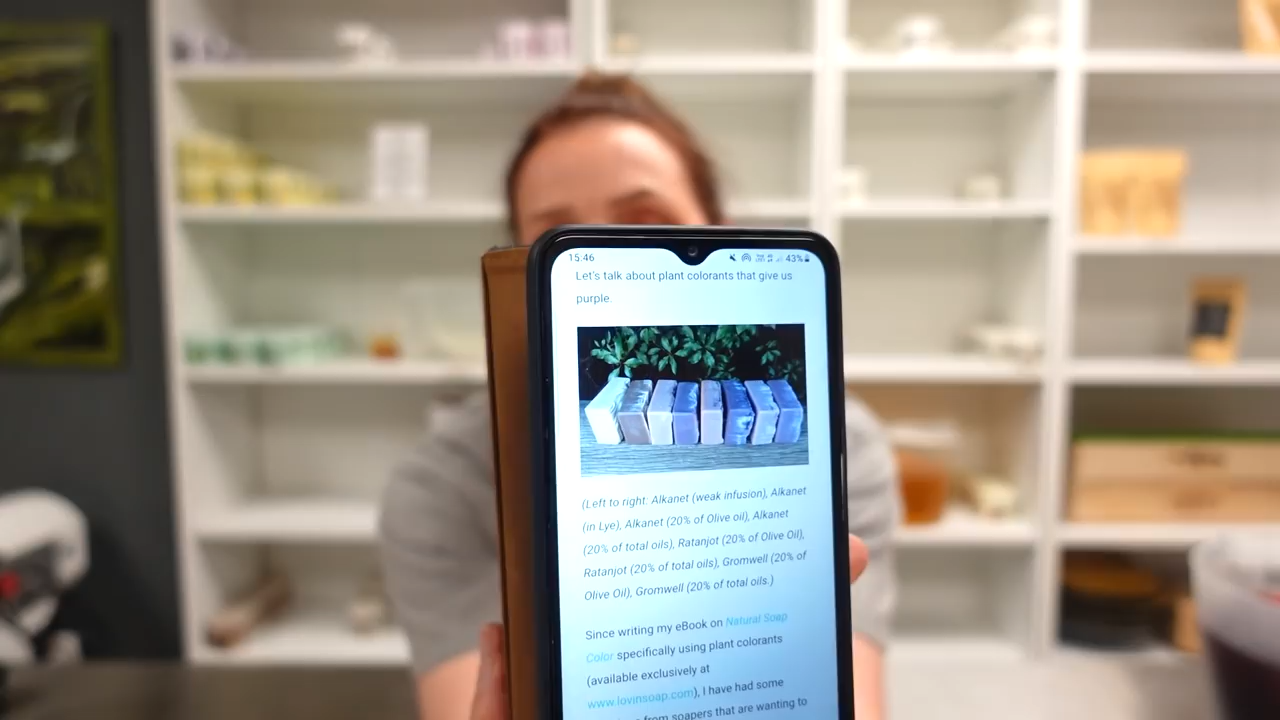 15:46
43%
Let's talk about plant colorants that give us
purple.
(Left to right: Alkanet (weak infusion), Alkanet
(in Lye), Alkanet (20% of Olive oil), Alkanet
(20% of total oils), Ratanjot (20% of Olive Oil),
Ratanjot (20% of total oils), Gromwell (20% of
Olive Oil), Gromwell (20% of total oils.)
Since writing my eBook on Natural Soap
Color specifically using plant colorants
(available exclusively at
www.lovinsoap.com), I have had some
from soapers that are wanting to